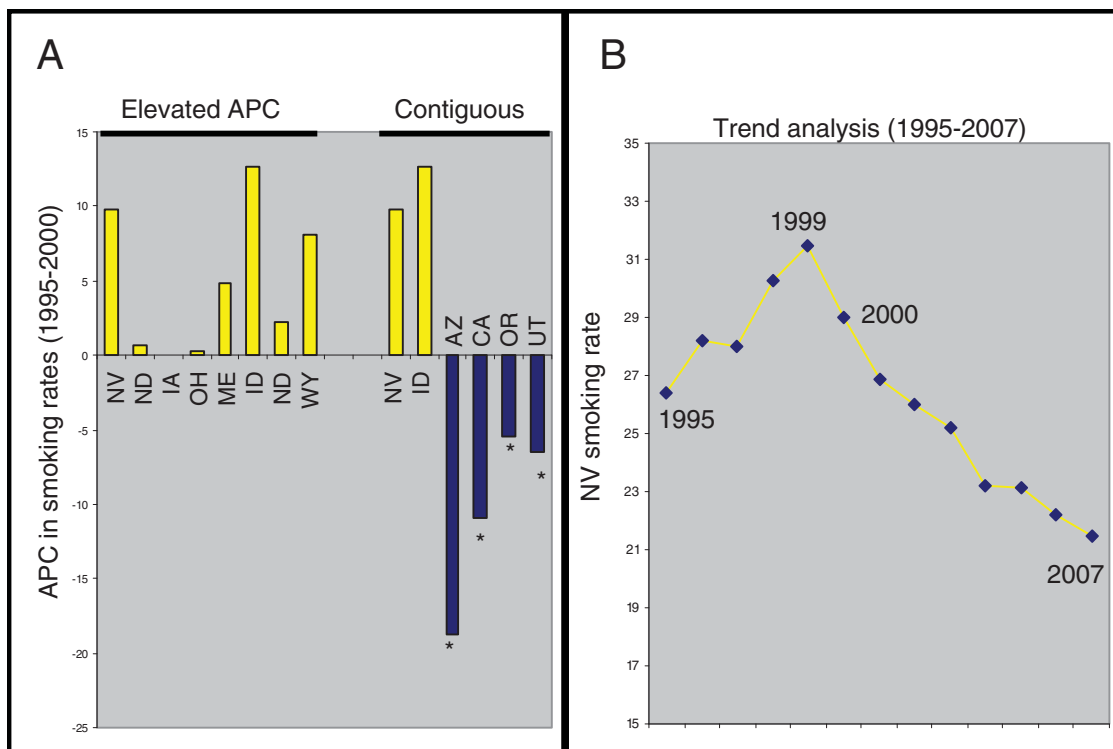 A
Elevated APC
Contiguous
APC in smoking rates (1995-2000)
15
10
5
0
-5
-10
-15
-20
-25
NV
ND
IA
OH
ME
ID
ND
WY
NV
ID
AZ
CA
OR
UT
*
*
*
*
B
Trend analysis (1995-2007)
NV smoking rate
35
33
31
29
27
25
23
21
19
17
15
1995
1999
2000
2007